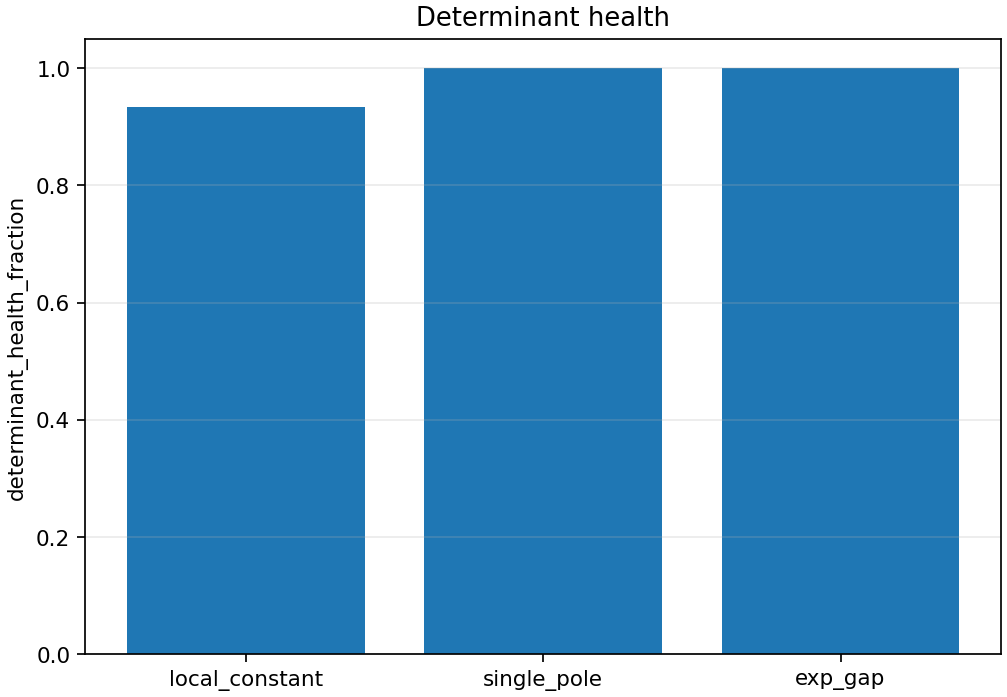 Determinant health
determinant_health_fraction
1.0
0.8
0.6
0.4
0.2
0.0
local_constant
single_pole
exp_gap